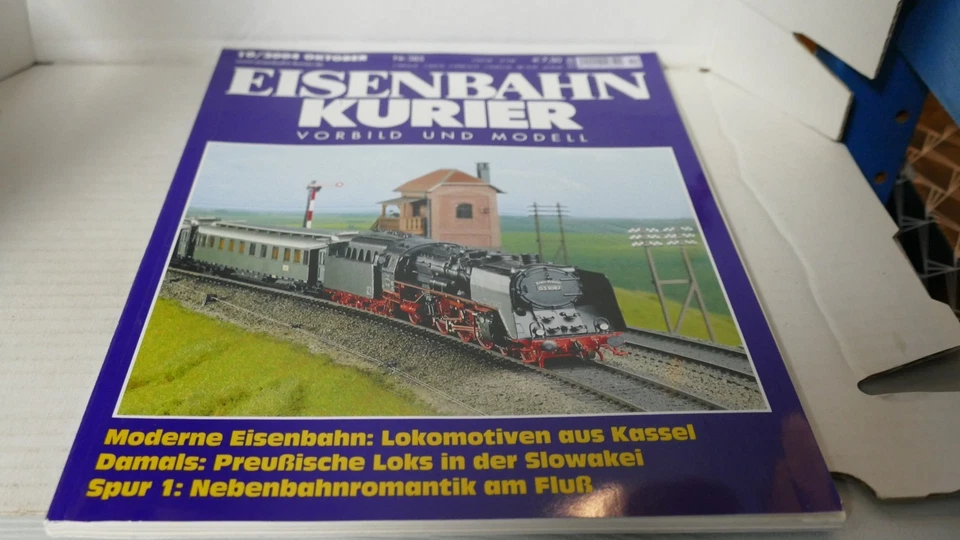 10/2004 OKTOBER
EISENBAHN
KURIER
VORBILD UND MODELL
Moderne Eisenbahn: Lokomotiven aus Kassel
Damals: Preußische Loks in der Slowakei
Spur 1: Nebenbahnromantik am Fluß